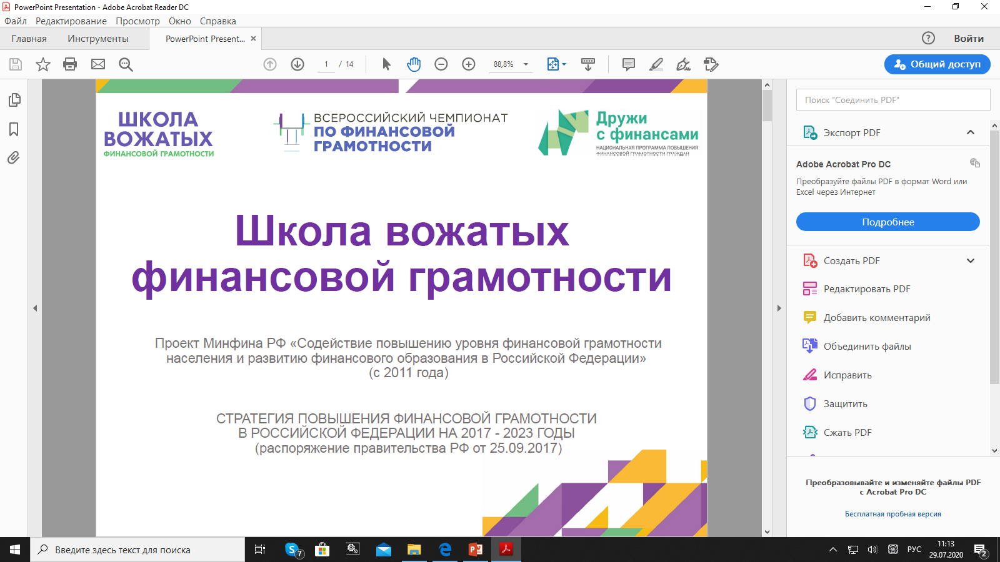 PowerPoint Presentation - Adobe Acrobat Reader DC
Файл Редактирование Просмотр Окно Справка
Главная Инструменты PowerPoint Present... × ? Войти
1 / 14 88,8% Общий доступ
ШКОЛА
ВОЖАТЫХ
ФИНАНСОВОЙ ГРАМОТНОСТИ
ВСЕРОССИЙСКИЙ ЧЕМПИОНАТ
ПО ФИНАНСОВОЙ
ГРАМОТНОСТИ
Дружи
с финансами
НАЦИОНАЛЬНАЯ ПРОГРАММА ПОВЫШЕНИЯ
ФИНАНСОВОЙ ГРАМОТНОСТИ ГРАЖДАН
Школа вожатых
финансовой грамотности
Проект Минфина РФ «Содействие повышению уровня финансовой грамотности
населения и развитию финансового образования в Российской Федерации»
(с 2011 года)
СТРАТЕГИЯ ПОВЫШЕНИЯ ФИНАНСОВОЙ ГРАМОТНОСТИ
В РОССИЙСКОЙ ФЕДЕРАЦИИ НА 2017 - 2023 ГОДЫ
(распоряжение правительства РФ от 25.09.2017)
Поиск "Соединить PDF"
Экспорт PDF
Adobe Acrobat Pro DC
Преобразуйте файлы PDF в формат Word или
Excel через Интернет
Подробнее
Создать PDF
Редактировать PDF
Добавить комментарий
Объединить файлы
Исправить
Защитить
Сжать PDF
Преобразовывайте и изменяйте файлы PDF
с Acrobat Pro DC
Бесплатная пробная версия
Введите здесь текст для поиска
7
РУС
11:13
29.07.2020
2